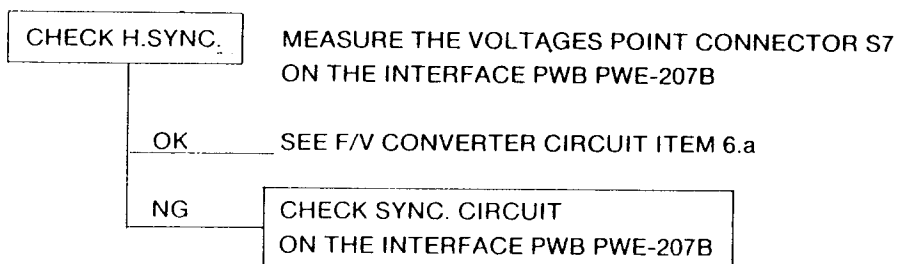 CHECK H.SYNC. MEASURE THE VOLTAGES POINT CONNECTOR S7
ON THE INTERFACE PWB PWE-207B
OK SEE F/V CONVERTER CIRCUIT ITEM 6.a
NG CHECK SYNC. CIRCUIT
ON THE INTERFACE PWB PWE-207B